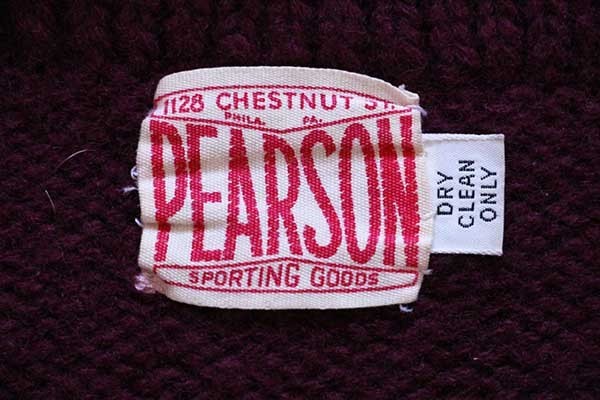 1128 CHESTNUT ST.
PHILA. PA.
PEARSON
SPORTING GOODS
DRY
CLEAN
ONLY